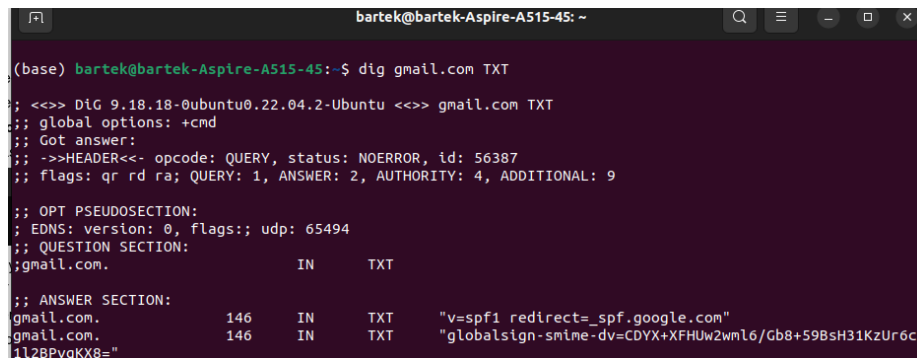 bartek@bartek-Aspire-A515-45: ~
(base) bartek@bartek-Aspire-A515-45:~$ dig gmail.com TXT
; <<>> DiG 9.18.18-0ubuntu0.22.04.2-Ubuntu <<>> gmail.com TXT
;; global options: +cmd
;; Got answer:
;; ->>HEADER<<- opcode: QUERY, status: NOERROR, id: 56387
;; flags: qr rd ra; QUERY: 1, ANSWER: 2, AUTHORITY: 4, ADDITIONAL: 9
;; OPT PSEUDOSECTION:
; EDNS: version: 0, flags:; udp: 65494
;; QUESTION SECTION:
;gmail.com. IN TXT
;; ANSWER SECTION:
gmail.com. 146 IN TXT "v=spf1 redirect=_spf.google.com"
gmail.com. 146 IN TXT "globalsign-smime-dv=CDYX+XFHUw2wml6/Gb8+59BsH31KzUr6c
1l2BPvqKX8="